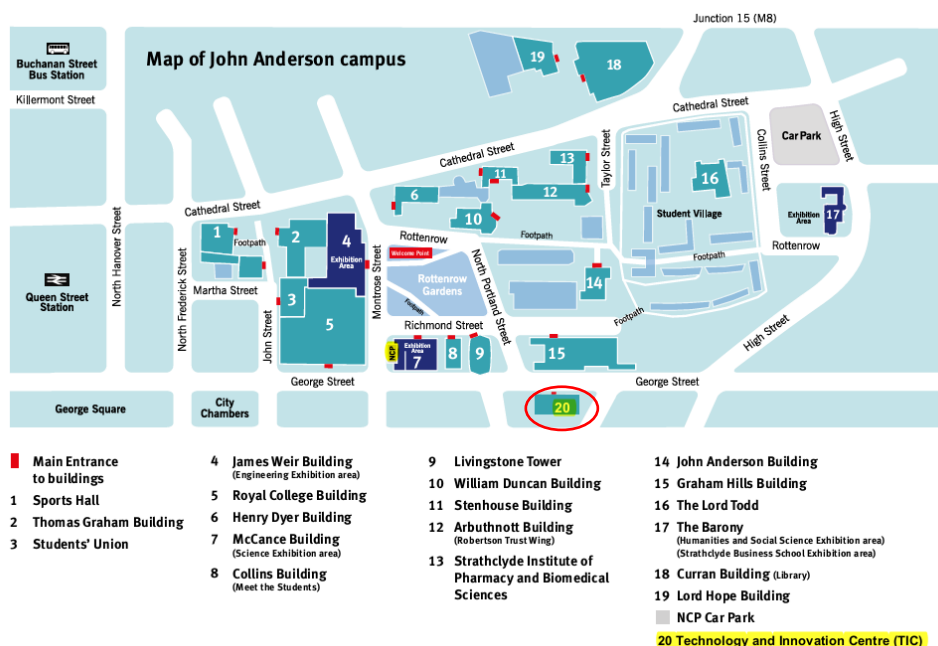 Junction 15 (M8)
Buchanan Street
Bus Station
Map of John Anderson campus
19
18
Killermont Street
Cathedral Street
Car Park
High Street
Collins Street
Taylor Street
Cathedral Street
13
11
12
16
6
10
Student Village
Exhibition
Area
17
Cathedral Street
North Hanover Street
North Frederick Street
1
Footpath
2
4
Exhibition
Area
Rottenrow
Footpath
Rottenrow
Welcome Point
Footpath
Queen Street
Station
Martha Street
John Street
3
Montrose Street
Rottenrow
Gardens
Footpath
North Portland Street
14
Footpath
5
Richmond Street
High Street
NCP
Exhibition
Area
7
8
9
15
George Street
George Street
George Square
City
Chambers
20
Main Entrance
to buildings
1 Sports Hall
2 Thomas Graham Building
3 Students' Union
4 James Weir Building
(Engineering Exhibition area)
5 Royal College Building
6 Henry Dyer Building
7 McCance Building
(Science Exhibition area)
8 Collins Building
(Meet the Students)
9 Livingstone Tower
10 William Duncan Building
11 Stenhouse Building
12 Arbuthnott Building
(Robertson Trust Wing)
13 Strathclyde Institute of
Pharmacy and Biomedical
Sciences
14 John Anderson Building
15 Graham Hills Building
16 The Lord Todd
17 The Barony
(Humanities and Social Science Exhibition area)
(Strathclyde Business School Exhibition area)
18 Curran Building (Library)
19 Lord Hope Building
NCP Car Park
20 Technology and Innovation Centre (TIC)